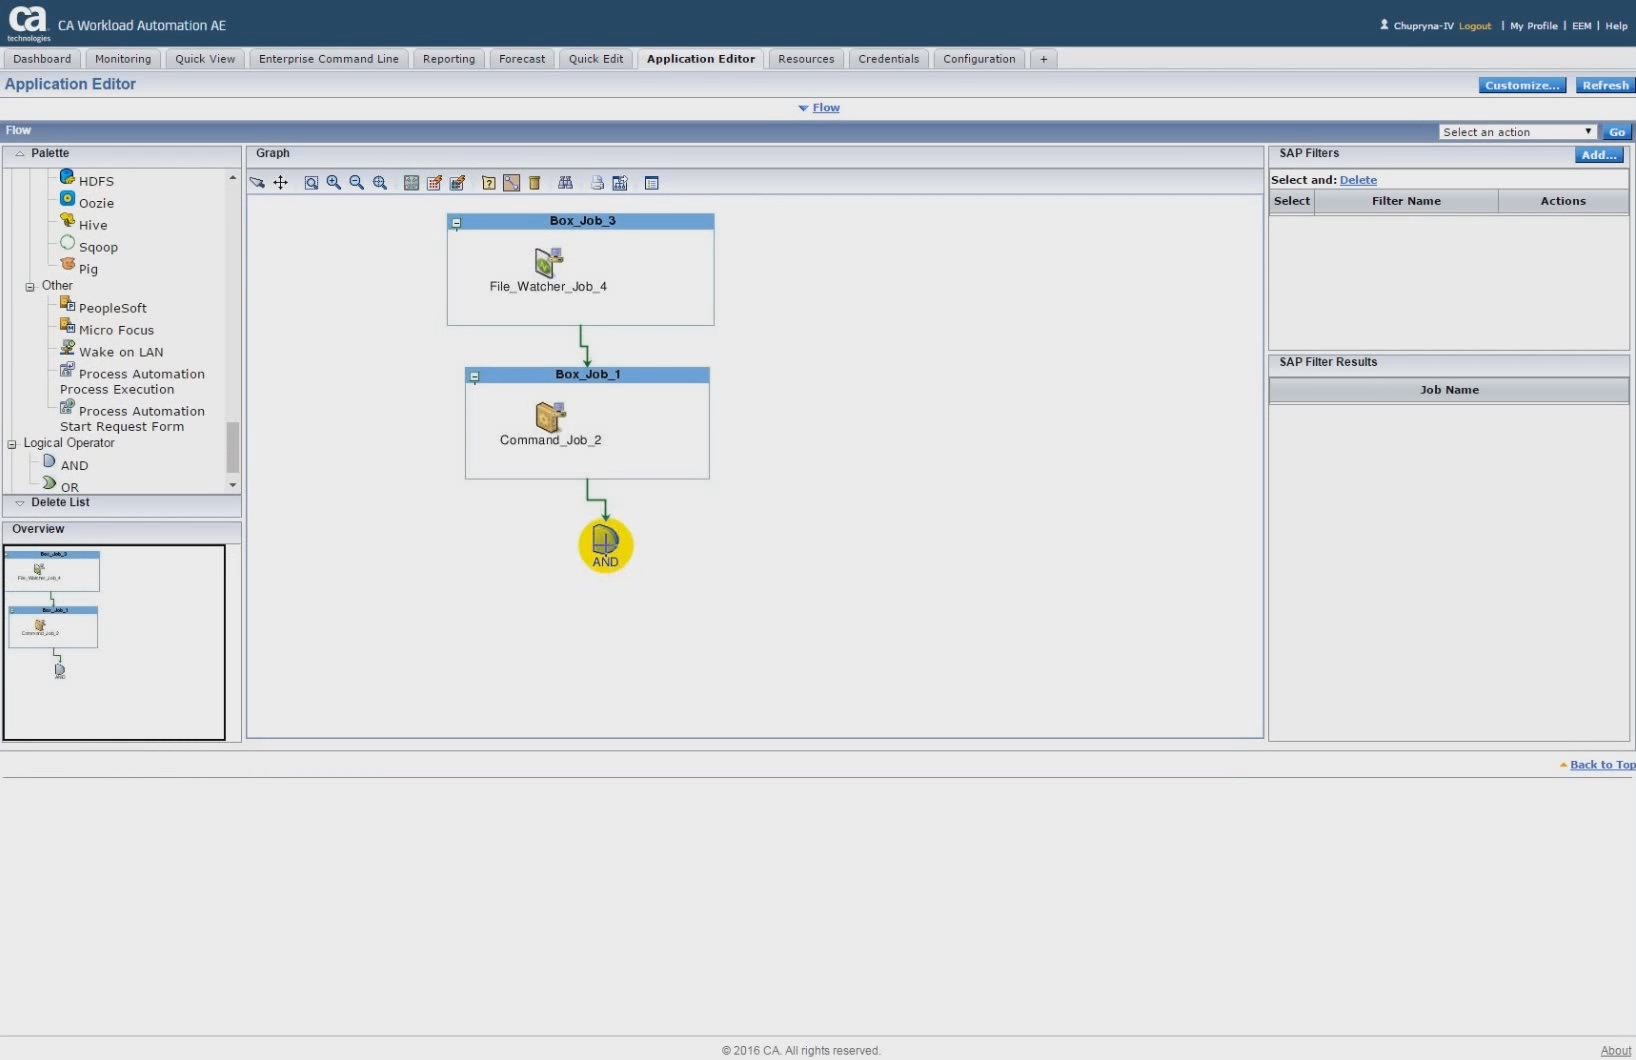 ca
technologies
CA Workload Automation AE
Chupryna-IV Logout | My Profile | EEM | Help
Dashboard Monitoring Quick View Enterprise Command Line Reporting Forecast Quick Edit Application Editor Resources Credentials Configuration +
Application Editor
Customize... Refresh
Flow
Flow
Select an action Go
Palette
HDFS
Oozie
Hive
Sqoop
Pig
Other
PeopleSoft
Micro Focus
Wake on LAN
Process Automation
Process Execution
Process Automation
Start Request Form
Logical Operator
AND
OR
Delete List
Overview
Box_Job_3
File_Watcher_Job_4
Box_Job_1
Command_Job_2
AND
Graph
Box_Job_3
File_Watcher_Job_4
Box_Job_1
Command_Job_2
AND
SAP Filters
Add...
Select and: Delete
Select Filter Name Actions
SAP Filter Results
Job Name
Back to Top
© 2016 CA. All rights reserved.
About